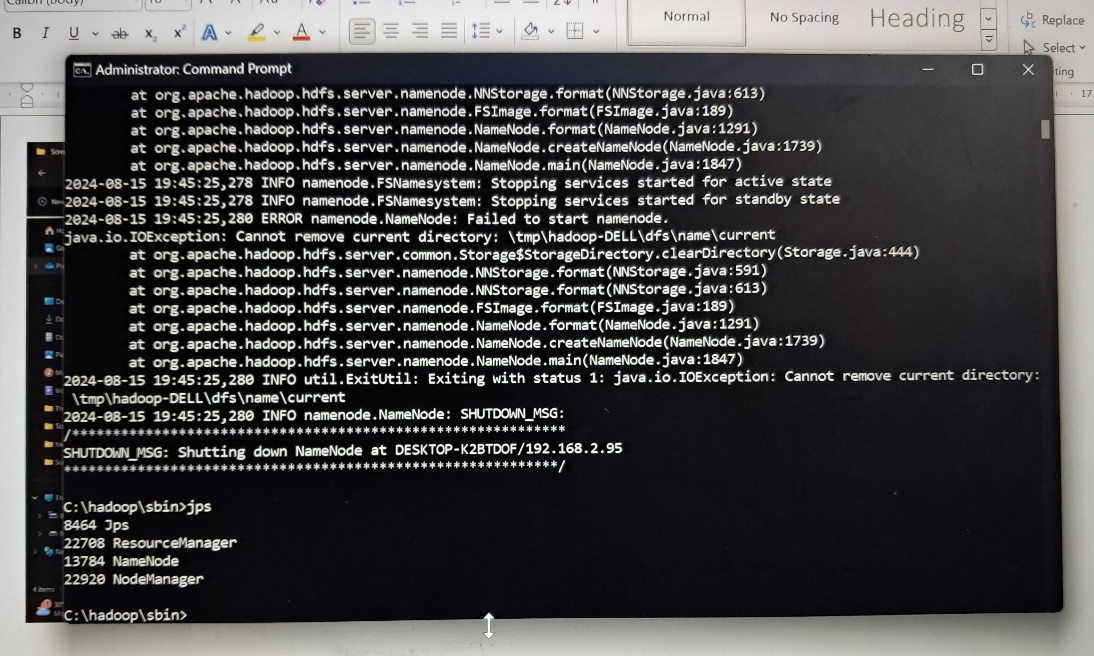 B I U ab x₂ x² A A
Normal
No Spacing
Heading
Replace
Select
17
Administrator: Command Prompt
at org.apache.hadoop.hdfs.server.namenode.NNStorage.format(NNStorage.java:613)
at org.apache.hadoop.hdfs.server.namenode.FSImage.format(FSImage.java:189)
at org.apache.hadoop.hdfs.server.namenode.NameNode.format(NameNode.java:1291)
at org.apache.hadoop.hdfs.server.namenode.NameNode.createNameNode(NameNode.java:1739)
at org.apache.hadoop.hdfs.server.namenode.NameNode.main(NameNode.java:1847)
2024-08-15 19:45:25,278 INFO namenode.FSNamesystem: Stopping services started for active state
2024-08-15 19:45:25,278 INFO namenode.FSNamesystem: Stopping services started for standby state
2024-08-15 19:45:25,280 ERROR namenode.NameNode: Failed to start namenode.
java.io.IOException: Cannot remove current directory: \tmp\hadoop-DELL\dfs\name\current
at org.apache.hadoop.hdfs.server.common.Storage$StorageDirectory.clearDirectory(Storage.java:444)
at org.apache.hadoop.hdfs.server.namenode.NNStorage.format(NNStorage.java:591)
at org.apache.hadoop.hdfs.server.namenode.NNStorage.format(NNStorage.java:613)
at org.apache.hadoop.hdfs.server.namenode.FSImage.format(FSImage.java:189)
at org.apache.hadoop.hdfs.server.namenode.NameNode.format(NameNode.java:1291)
at org.apache.hadoop.hdfs.server.namenode.NameNode.createNameNode(NameNode.java:1739)
at org.apache.hadoop.hdfs.server.namenode.NameNode.main(NameNode.java:1847)
2024-08-15 19:45:25,280 INFO util.ExitUtil: Exiting with status 1: java.io.IOException: Cannot remove current directory:
\tmp\hadoop-DELL\dfs\name\current
2024-08-15 19:45:25,280 INFO namenode.NameNode: SHUTDOWN_MSG:
/************************************************************
SHUTDOWN_MSG: Shutting down NameNode at DESKTOP-K2BTDOF/192.168.2.95
************************************************************/
C:\hadoop\sbin>jps
8464 Jps
22708 ResourceManager
13784 NameNode
22920 NodeManager
C:\hadoop\sbin>